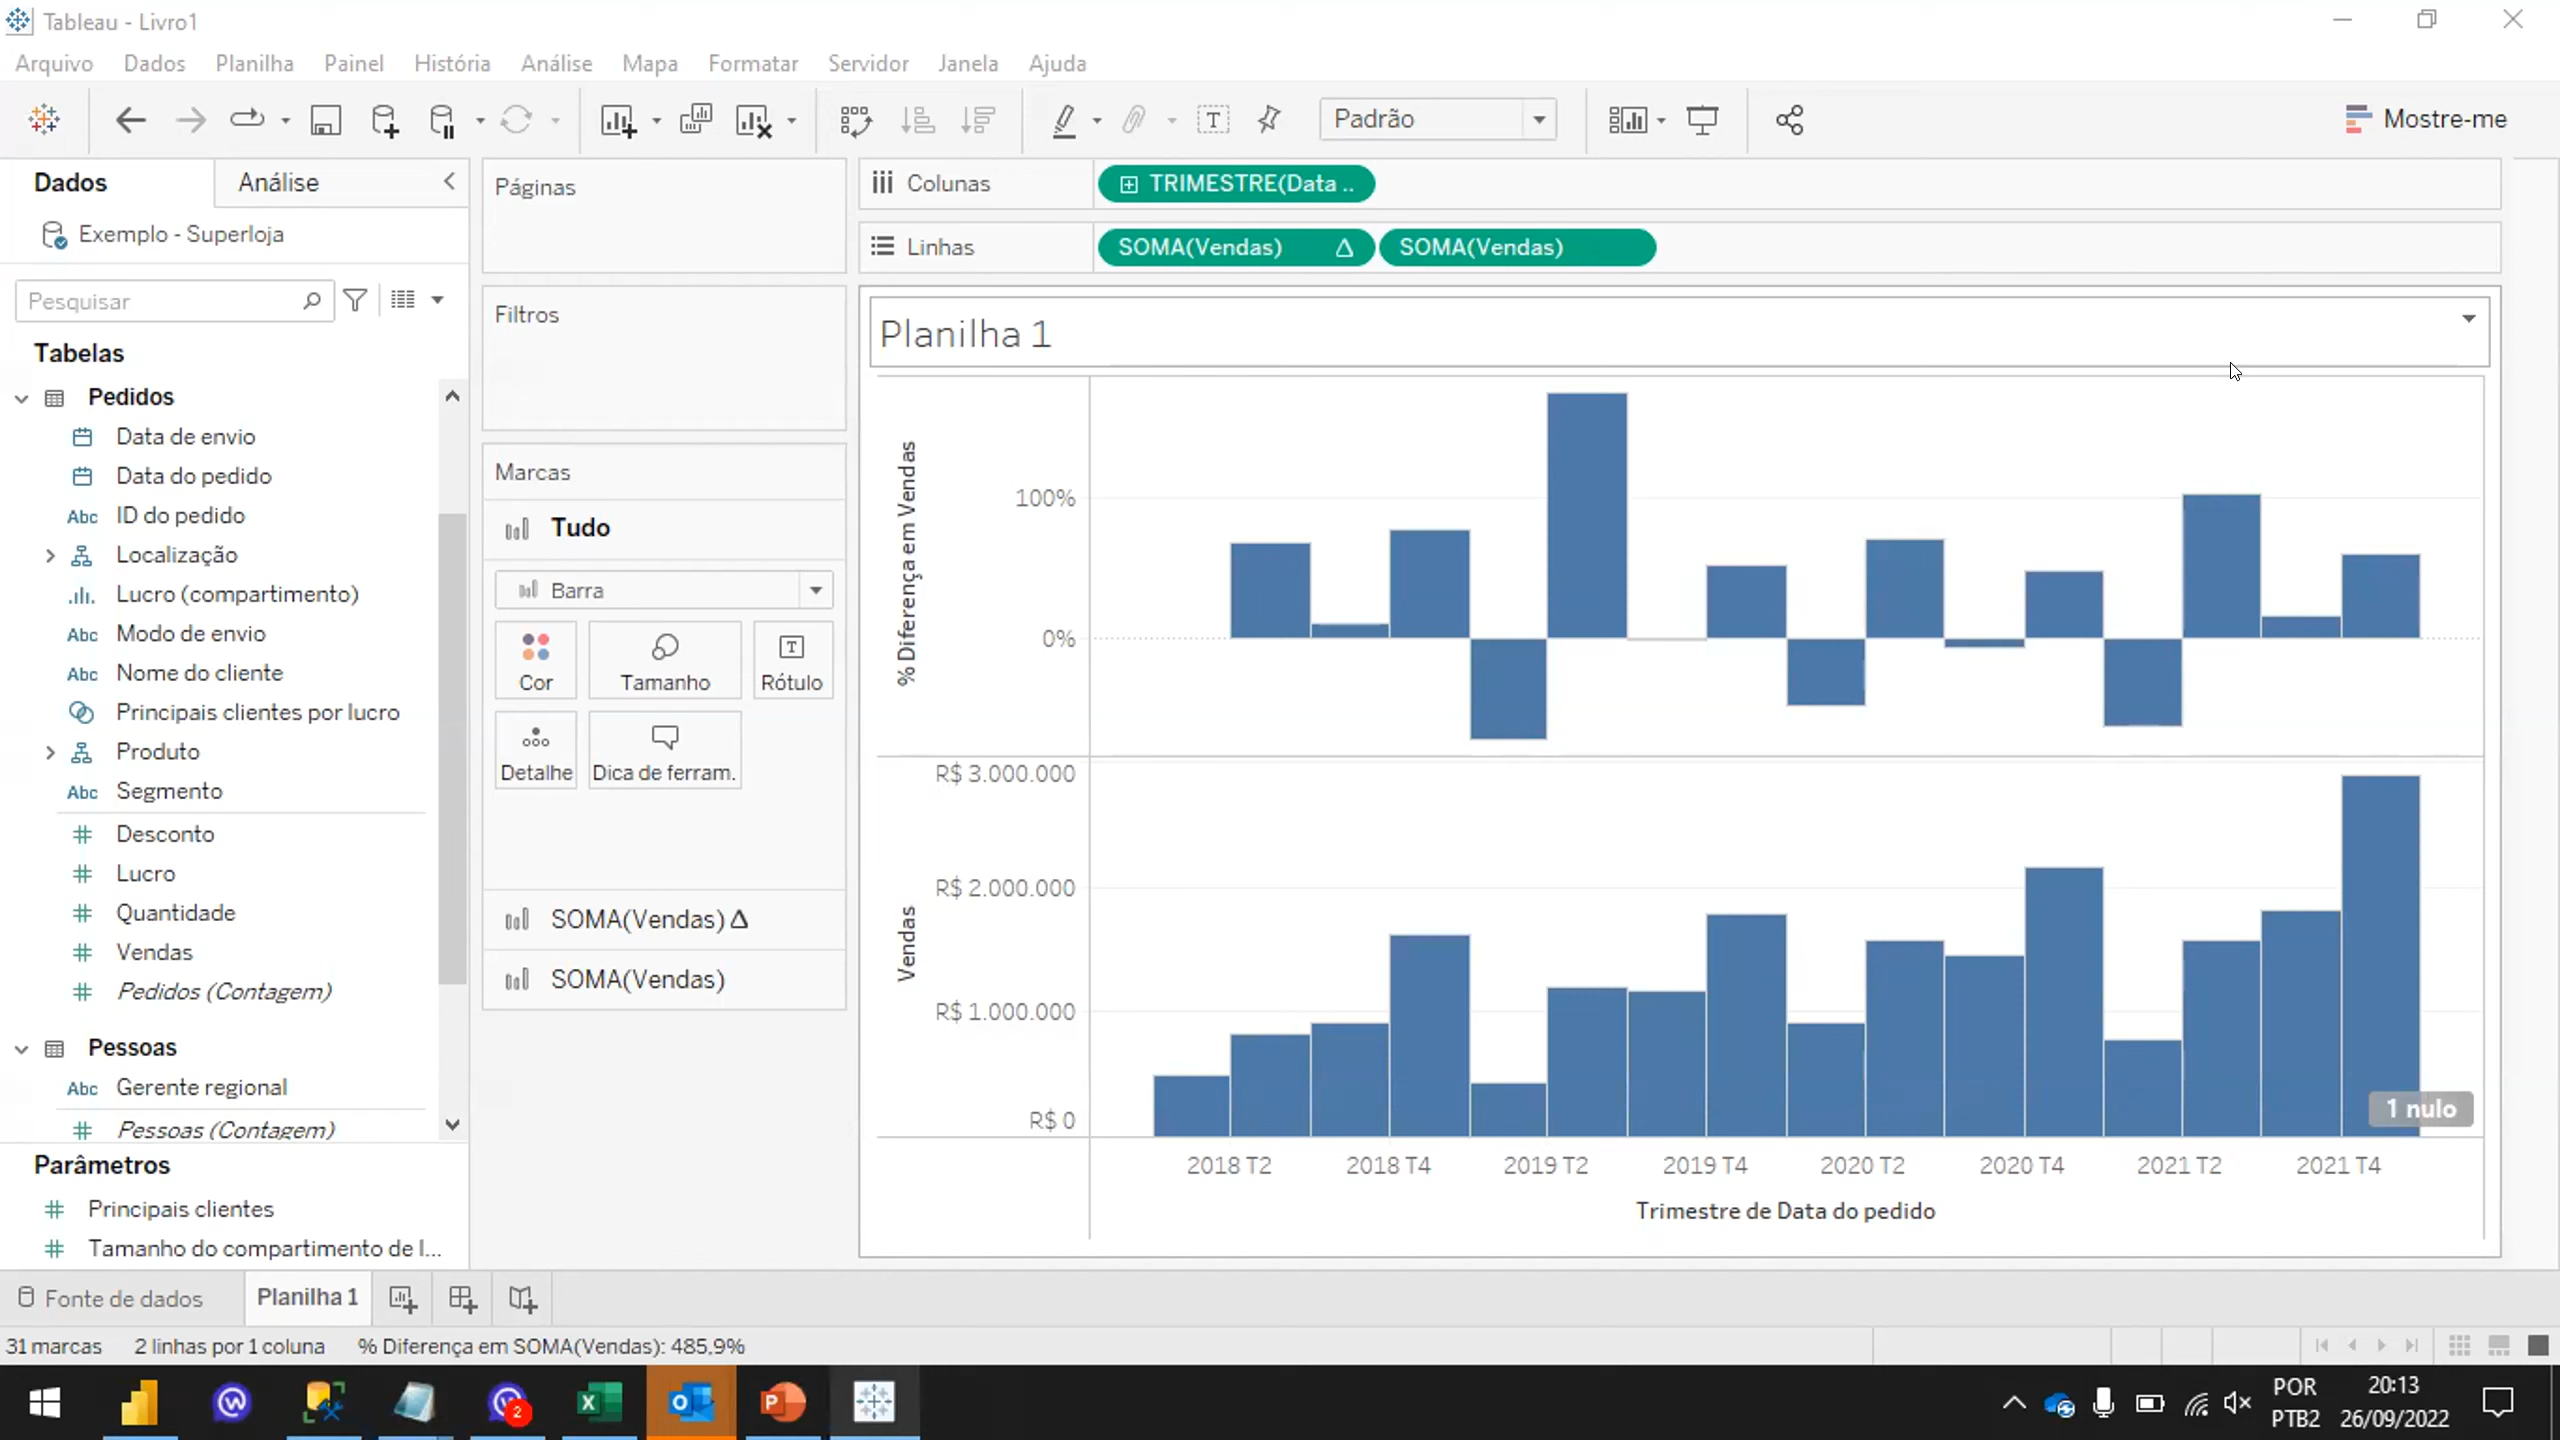 Tableau - Livro1
Arquivo Dados Planilha Painel História Análise Mapa Formatar Servidor Janela Ajuda
Padrão
Mostre-me
Dados Análise
Exemplo - Superloja
Pesquisar
Tabelas
Pedidos
Data de envio
Data do pedido
Abc ID do pedido
Localização
Lucro (compartimento)
Abc Modo de envio
Abc Nome do cliente
Principais clientes por lucro
Produto
Abc Segmento
# Desconto
# Lucro
# Quantidade
# Vendas
# Pedidos (Contagem)
Pessoas
Abc Gerente regional
# Pessoas (Contagem)
Parâmetros
# Principais clientes
# Tamanho do compartimento de l...
Páginas
Filtros
Marcas
Tudo
Barra
Cor Tamanho Rótulo
Detalhe Dica de ferram.
SOMA(Vendas) Δ
SOMA(Vendas)
Colunas TRIMESTRE(Data ..
Linhas SOMA(Vendas) Δ SOMA(Vendas)
Planilha 1
% Diferença em Vendas
100%
0%
Vendas
R$ 3.000.000
R$ 2.000.000
R$ 1.000.000
R$ 0
1 nulo
2018 T2 2018 T4 2019 T2 2019 T4 2020 T2 2020 T4 2021 T2 2021 T4
Trimestre de Data do pedido
Fonte de dados Planilha 1
31 marcas 2 linhas por 1 coluna % Diferença em SOMA(Vendas): 485,9%
2
POR
PTB2
20:13
26/09/2022